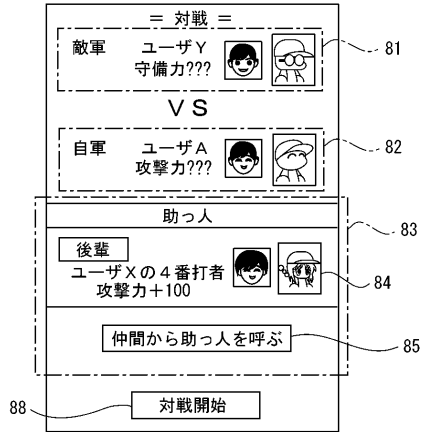 ＝ 対戦 ＝
敵軍 ユーザY
守備力???
81
VS
自軍 ユーザA
攻撃力???
82
助っ人
83
後輩
ユーザXの4番打者
攻撃力＋100
84
仲間から助っ人を呼ぶ
85
88
対戦開始